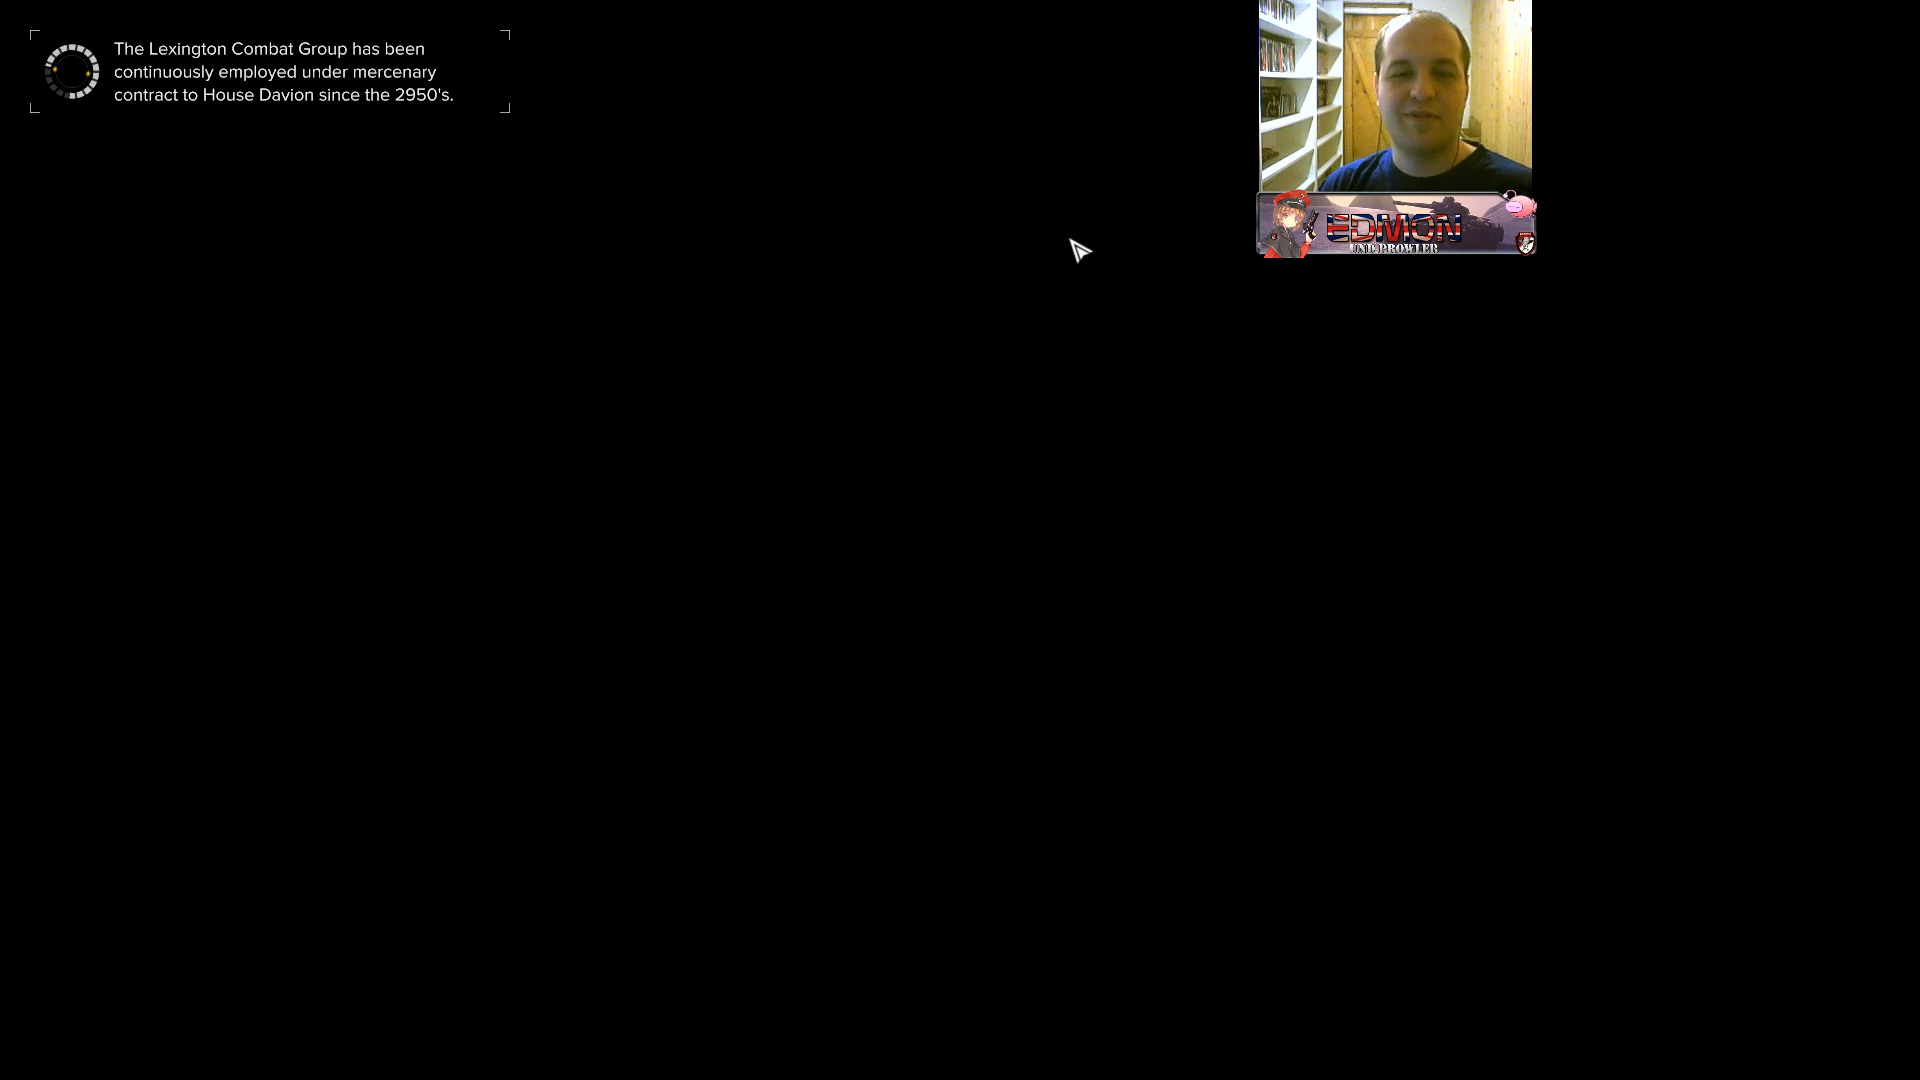 The Lexington Combat Group has been
continuously employed under mercenary
contract to House Davion since the 2950's.
EDMON